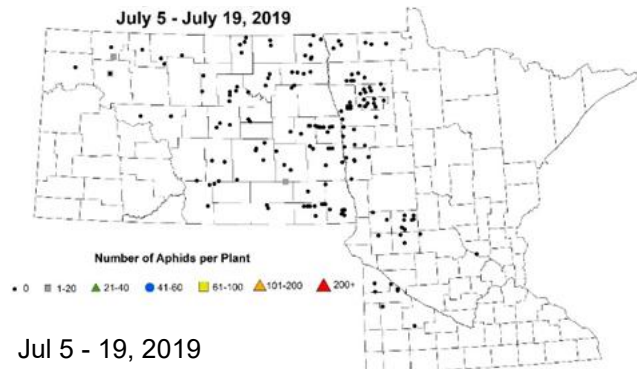 July 5 - July 19, 2019
Number of Aphids per Plant
0 1-20 21-40 41-60 61-100 101-200 200+
Jul 5 - 19, 2019